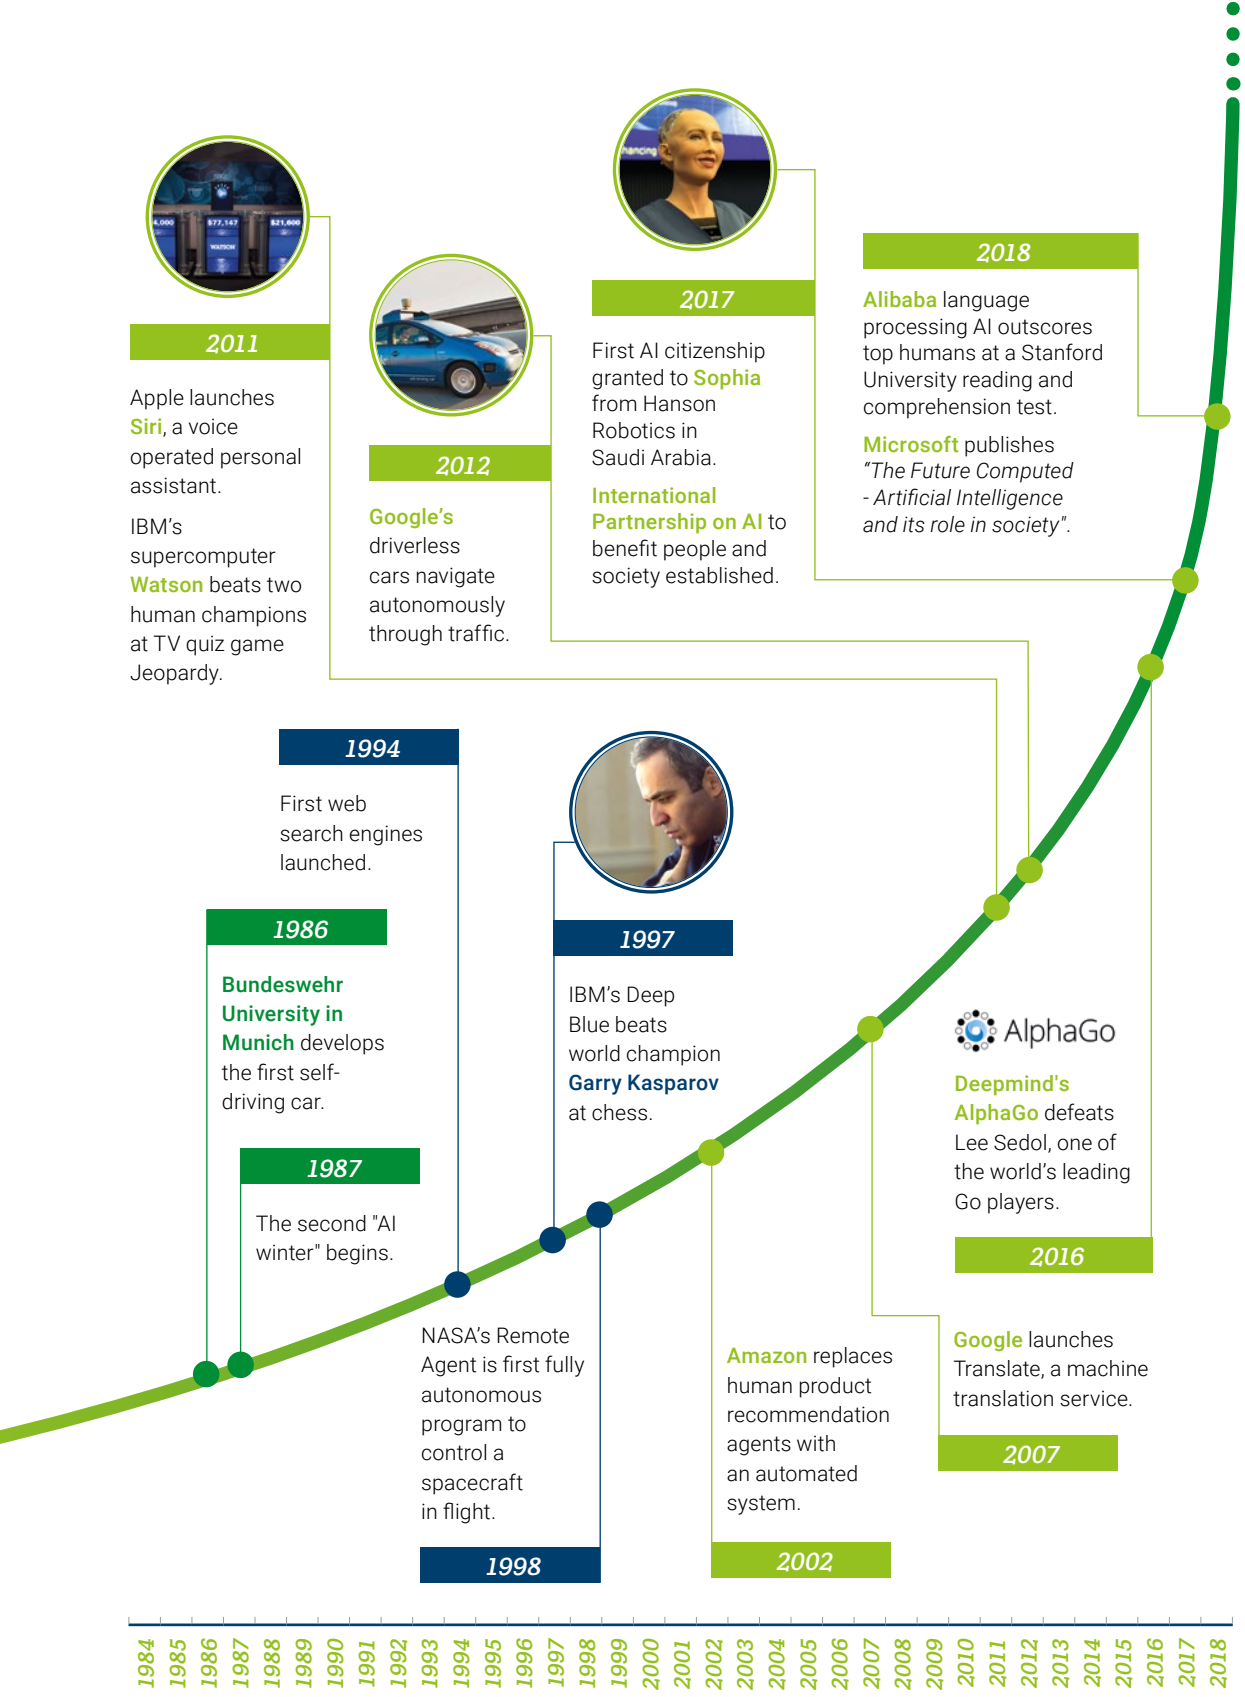 hancing
4,000
$77,147
$21,600
WATSON
2011
Apple launches
Siri, a voice
operated personal
assistant.
IBM's
supercomputer
Watson beats two
human champions
at TV quiz game
Jeopardy.
2012
Google's
driverless
cars navigate
autonomously
through traffic.
2017
First AI citizenship
granted to Sophia
from Hanson
Robotics in
Saudi Arabia.
International
Partnership on AI to
benefit people and
society established.
2018
Alibaba language
processing AI outscores
top humans at a Stanford
University reading and
comprehension test.
Microsoft publishes
"The Future Computed
- Artificial Intelligence
and its role in society".
1994
First web
search engines
launched.
1986
Bundeswehr
University in
Munich develops
the first self-
driving car.
1987
The second "AI
winter" begins.
1997
IBM's Deep
Blue beats
world champion
Garry Kasparov
at chess.
AlphaGo
Deepmind's
AlphaGo defeats
Lee Sedol, one of
the world's leading
Go players.
2016
NASA's Remote
Agent is first fully
autonomous
program to
control a
spacecraft
in flight.
1998
Amazon replaces
human product
recommendation
agents with
an automated
system.
2002
Google launches
Translate, a machine
translation service.
2007
1984
1985
1986
1987
1988
1989
1990
1991
1992
1993
1994
1995
1996
1997
1998
1999
2000
2001
2002
2003
2004
2005
2006
2007
2008
2009
2010
2011
2012
2013
2014
2015
2016
2017
2018